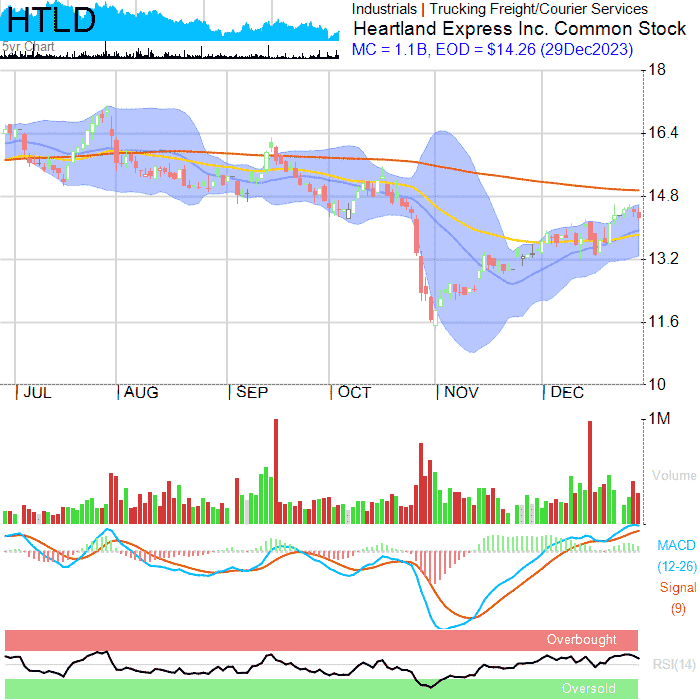 HTLD
5yr Chart
Industrials | Trucking Freight/Courier Services
Heartland Express Inc. Common Stock
MC = 1.1B, EOD = $14.26 (29Dec2023)
18
16.4
14.8
13.2
11.6
10
JUL AUG SEP OCT NOV DEC
1M
Volume
MACD
(12-26)
Signal
(9)
Overbought
RSI(14)
Oversold